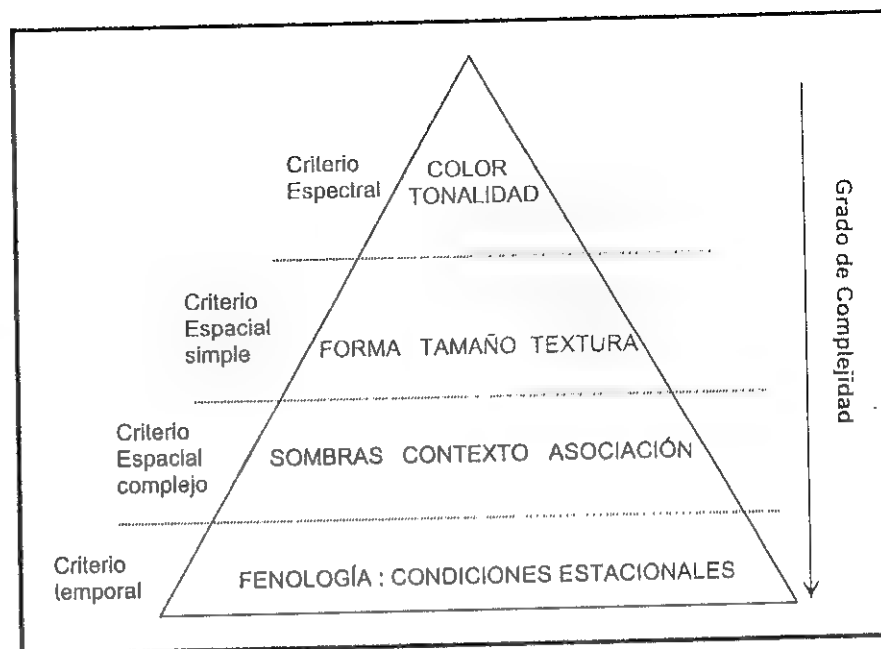 Criterio
Espectral
COLOR
TONALIDAD
Criterio
Espacial
simple
FORMA TAMAÑO TEXTURA
Criterio
Espacial
complejo
SOMBRAS CONTEXTO ASOCIACIÓN
Criterio
temporal
FENOLOGÍA : CONDICIONES ESTACIONALES
Grado de Complejidad